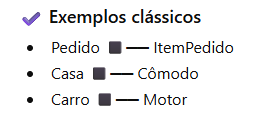 ✔ Exemplos clássicos
• Pedido ◼── ItemPedido
• Casa ◼── Cômodo
• Carro ◼── Motor